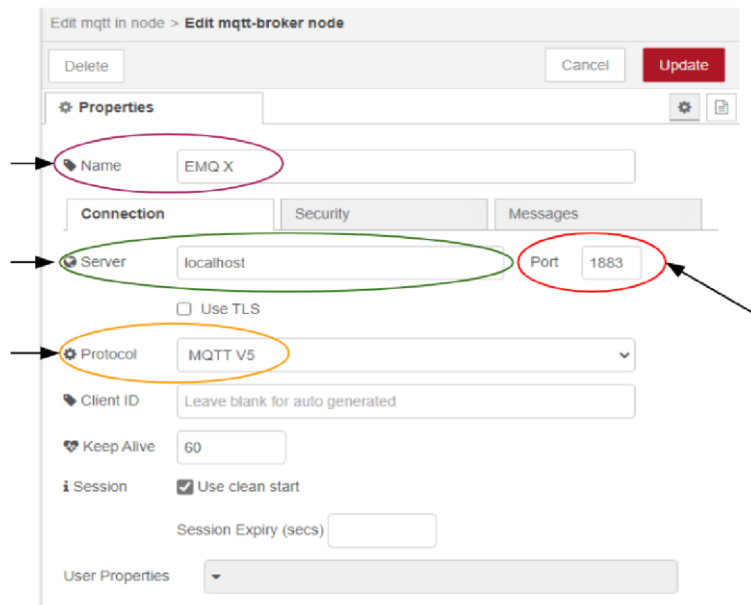 Edit mqtt in node > Edit mqtt-broker node
Delete Cancel Update
Properties
Name EMQ X
Connection Security Messages
Server localhost Port 1883
Use TLS
Protocol MQTT V5
Client ID Leave blank for auto generated
Keep Alive 60
Session Use clean start
Session Expiry (secs)
User Properties